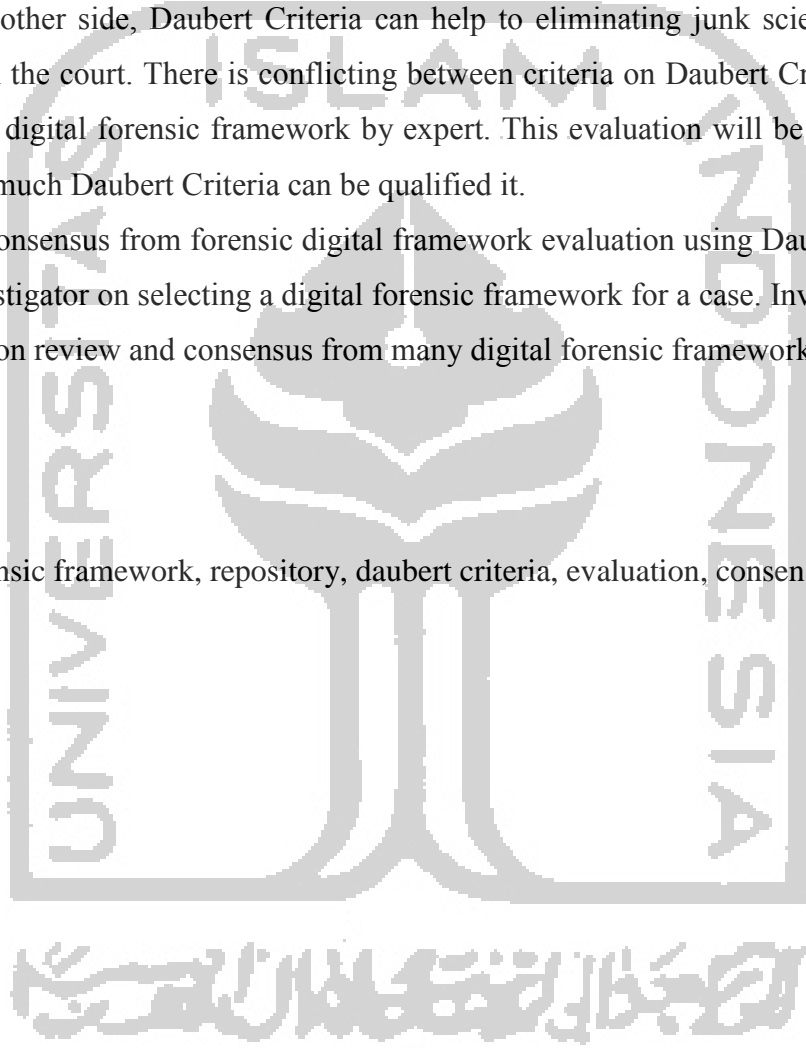 other side, Daubert Criteria can help to eliminating junk scie
the court. There is conflicting between criteria on Daubert Cr
digital forensic framework by expert. This evaluation will be
much Daubert Criteria can be qualified it.
onsensus from forensic digital framework evaluation using Dau
stigator on selecting a digital forensic framework for a case. Inv
on review and consensus from many digital forensic framework
nsic framework, repository, daubert criteria, evaluation, consen
ISLAM
UNIVERSITAS
INDONESIA